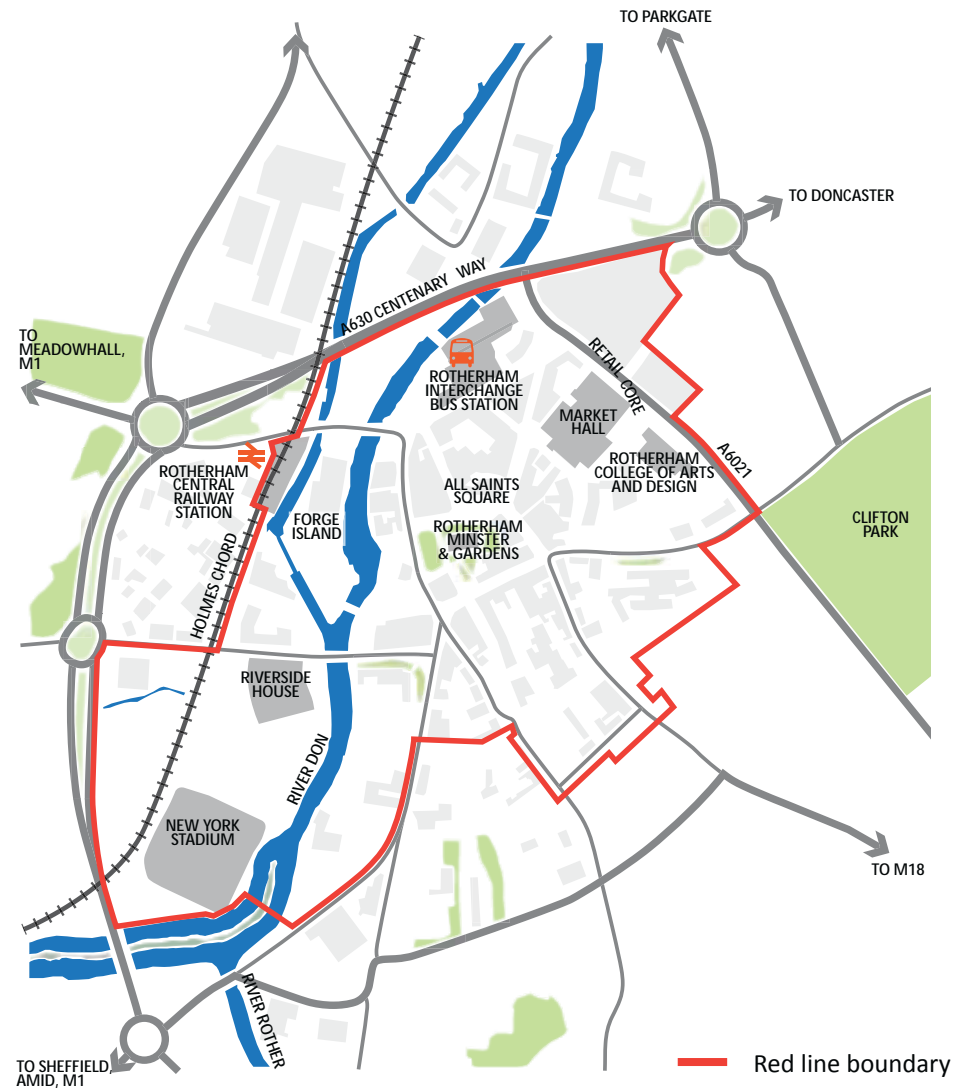 TO PARKGATE
TO DONCASTER
A630 CENTENARY WAY
TO
MEADOWHALL,
M1
ROTHERHAM
INTERCHANGE
BUS STATION
RETAIL CORE
MARKET
HALL
A6021
ROTHERHAM
COLLEGE OF ARTS
AND DESIGN
ROTHERHAM
CENTRAL
RAILWAY
STATION
ALL SAINTS
SQUARE
FORGE
ISLAND
ROTHERHAM
MINSTER
& GARDENS
CLIFTON
PARK
HOLMES CHORD
RIVERSIDE
HOUSE
RIVER DON
NEW YORK
STADIUM
TO M18
RIVER ROTHER
TO SHEFFIELD,
AMID, M1
Red line boundary